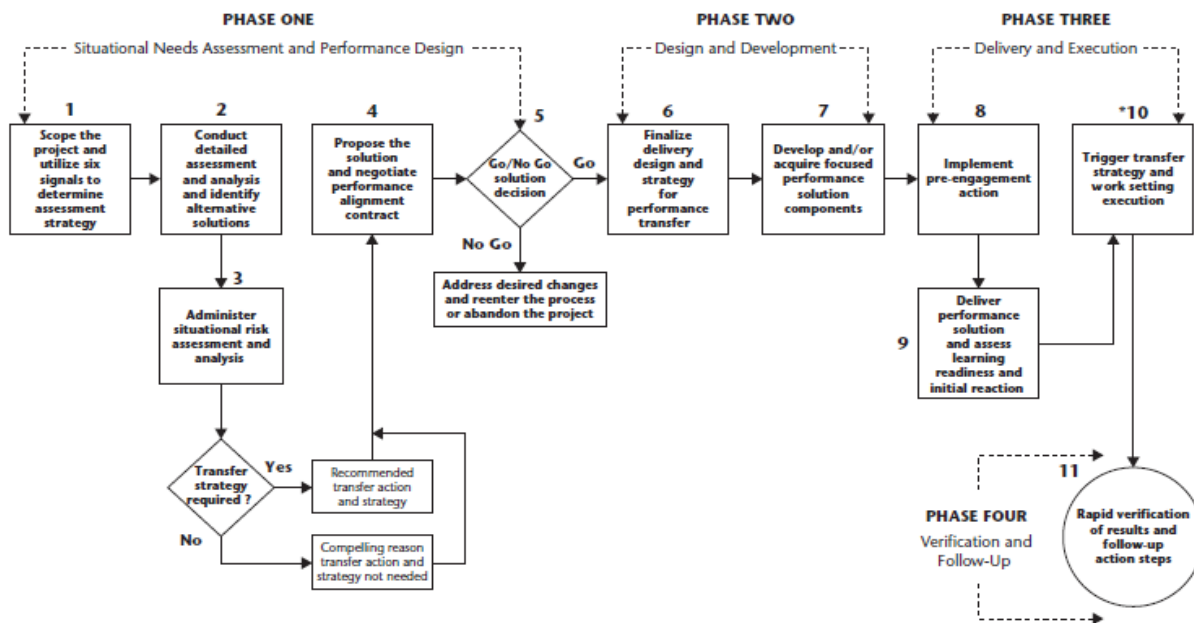 PHASE ONE
Situational Needs Assessment and Performance Design
PHASE TWO
Design and Development
PHASE THREE
Delivery and Execution
1
Scope the
project and
utilize six
signals to
determine
assessment
strategy
2
Conduct
detailed
assessment
and analysis
and identify
alternative
solutions
3
Administer
situational risk
assessment and
analysis
Transfer
strategy
required ?
Yes
Recommended
transfer action
and strategy
No
Compelling reason
transfer action and
strategy not needed
4
Propose the
solution
and negotiate
performance
alignment
contract
5
Go/No Go
solution
decision
Go
No Go
Address desired changes
and reenter the process
or abandon the project
6
Finalize
delivery
design and
strategy
for
performance
transfer
7
Develop and/or
acquire focused
performance
solution
components
8
Implement
pre-engagement
action
9
Deliver
performance
solution
and assess
learning
readiness and
initial reaction
*10
Trigger transfer
strategy and
work setting
execution
PHASE FOUR
Verification and
Follow-Up
11
Rapid verification
of results and
follow-up
action steps